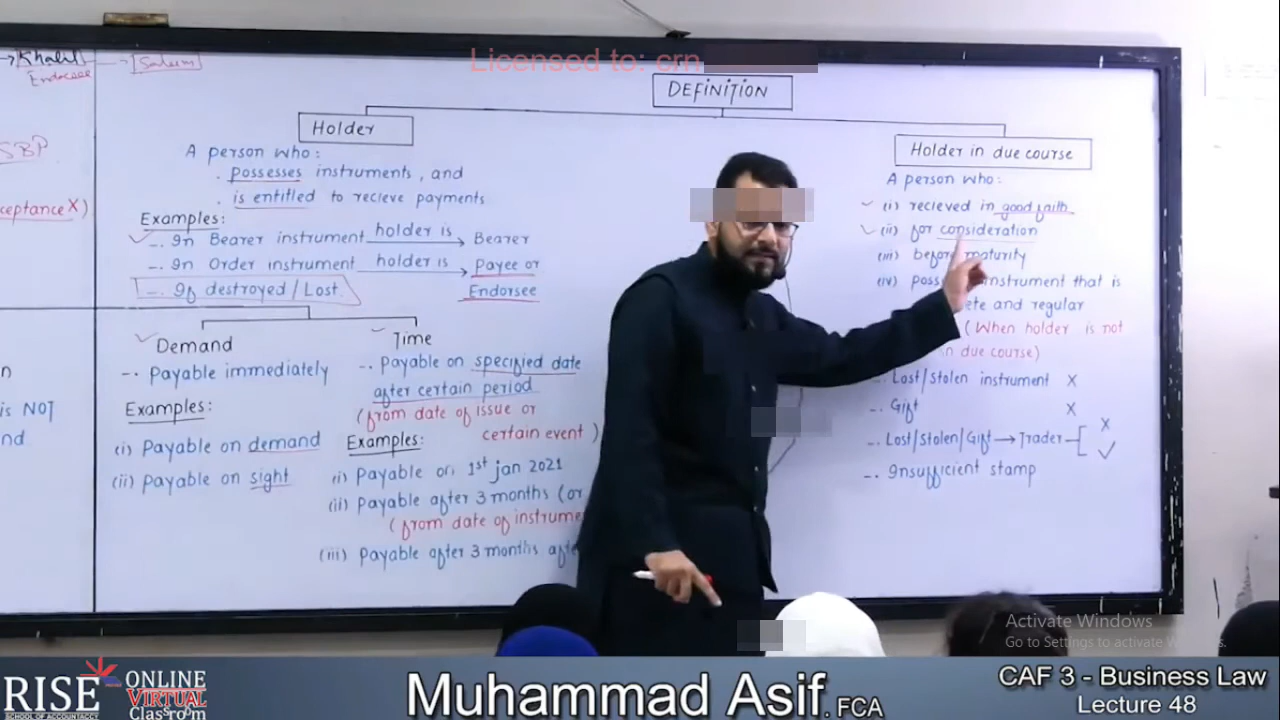 → Khalil → Salum
Endorsee
SBP
cceptance X)
is NOT
Licensed to: crn
DEFINITION
Holder
A person who:
. possesses instruments, and
. is entitled to recieve payments
Examples:
–. In Bearer instrument holder is → Bearer
–. In Order instrument holder is → Payee or
Endorsee
If destroyed / Lost.
Demand
–. Payable immediately
Examples:
(i) Payable on demand
(ii) payable on sight
Time
–. Payable on specified date
after certain period
(from date of issue or
certain event)
Examples:
(i) Payable on 1st jan 2021
(ii) Payable after 3 months (or
(from date of instrume
(iii) Payable after 3 months afte
Holder in due course
A person who:
(i) recieved in good faith
(ii) for consideration
(iii) before maturity
(iv) poss instrument that is
ete and regular
(When holder is not
in due course)
–. Lost/Stolen instrument X
–. Gift X
–. Lost/Stolen/Gift → Trader X ✓
–. Insufficient stamp
Activate Windows
Go to Settings to activate W s.
RISE
SCHOOL OF ACCOUNTANCY
ONLINE
VIRTUAL
Classroom
Muhammad Asif. FCA
CAF 3 - Business Law
Lecture 48